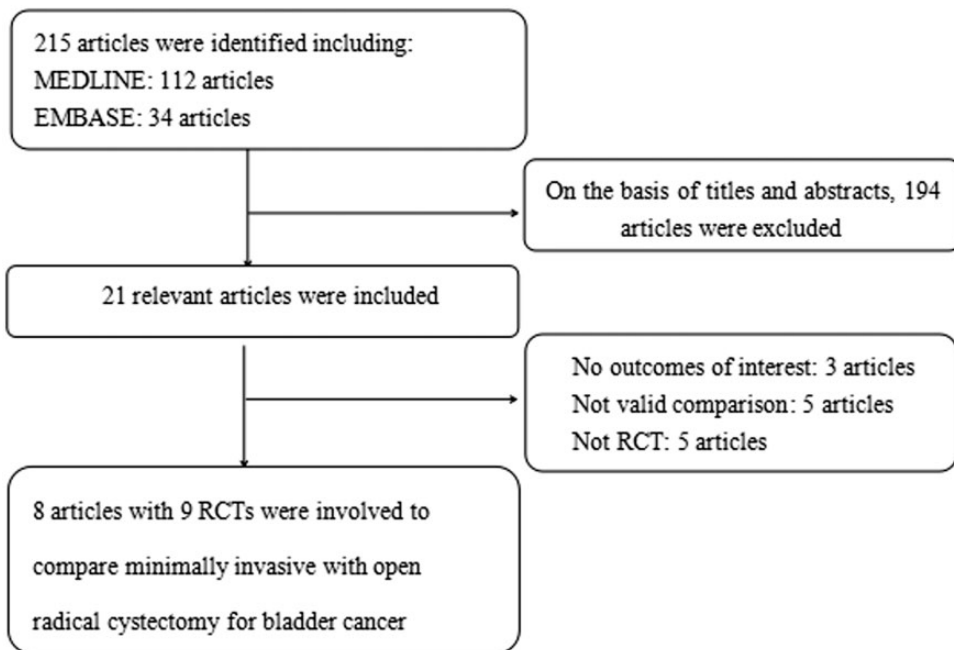 215 articles were identified including:
MEDLINE: 112 articles
EMBASE: 34 articles
On the basis of titles and abstracts, 194
articles were excluded
21 relevant articles were included
No outcomes of interest: 3 articles
Not valid comparison: 5 articles
Not RCT: 5 articles
8 articles with 9 RCTs were involved to
compare minimally invasive with open
radical cystectomy for bladder cancer